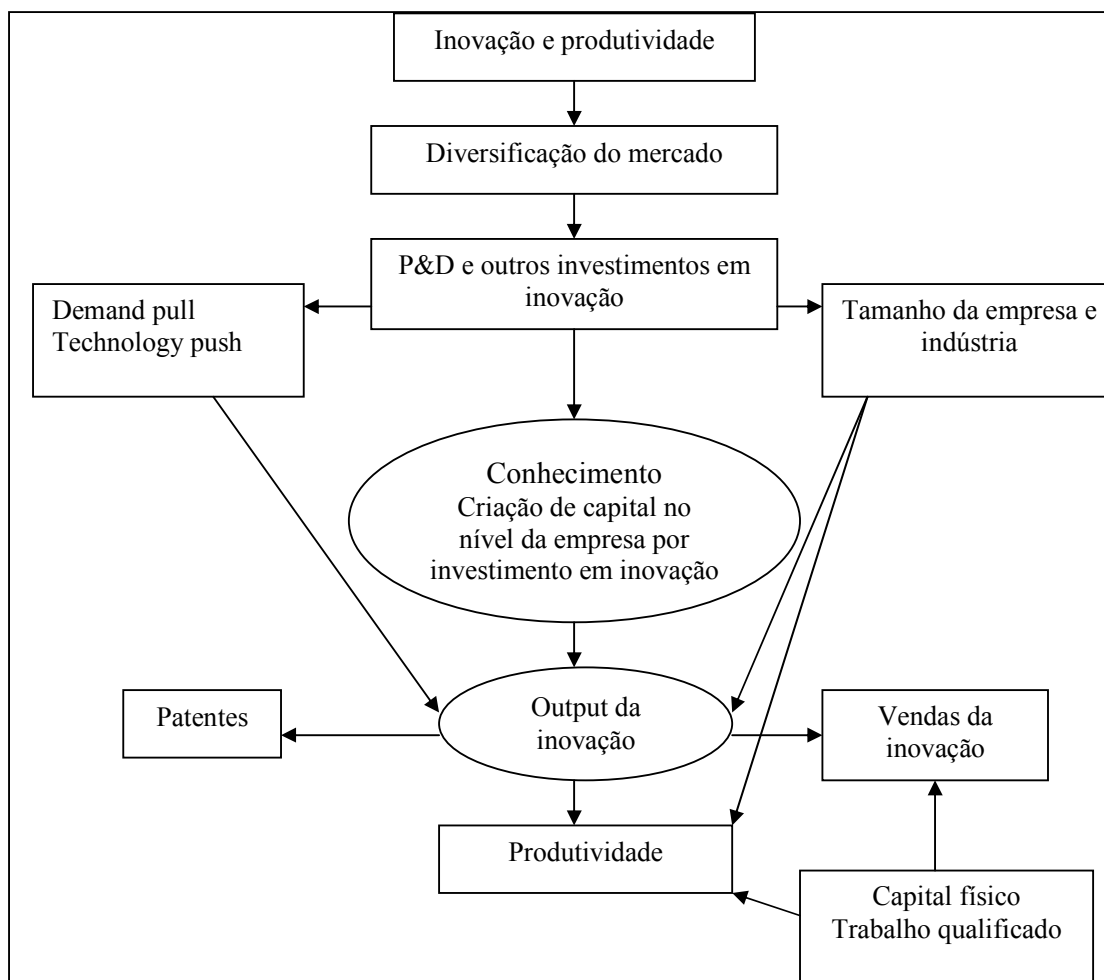 Inovação e produtividade
Diversificação do mercado
P&D e outros investimentos em
inovação
Demand pull
Technology push
Tamanho da empresa e
indústria
Conhecimento
Criação de capital no
nível da empresa por
investimento em inovação
Output da
inovação
Patentes
Vendas da
inovação
Produtividade
Capital físico
Trabalho qualificado